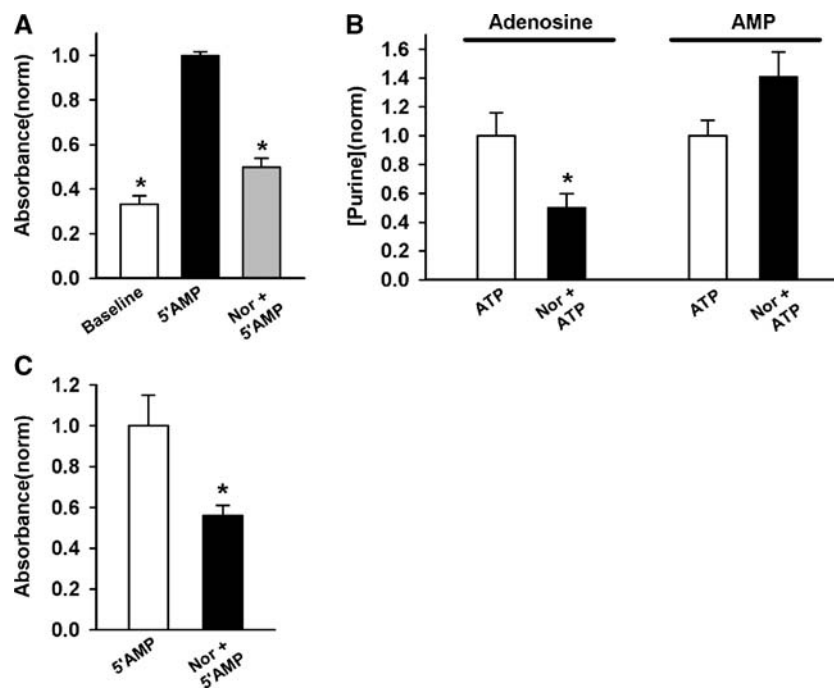 A
Absorbance(norm)
1.0
0.8
0.6
0.4
0.2
0.0
*
*
Baseline
5'AMP
Nor +
5'AMP
B
Adenosine
AMP
[Purine](norm)
1.6
1.4
1.2
1.0
0.8
0.6
0.4
0.2
0.0
*
ATP
Nor +
ATP
ATP
Nor +
ATP
C
Absorbance(norm)
1.2
1.0
0.8
0.6
0.4
0.2
0.0
*
5'AMP
Nor +
5'AMP